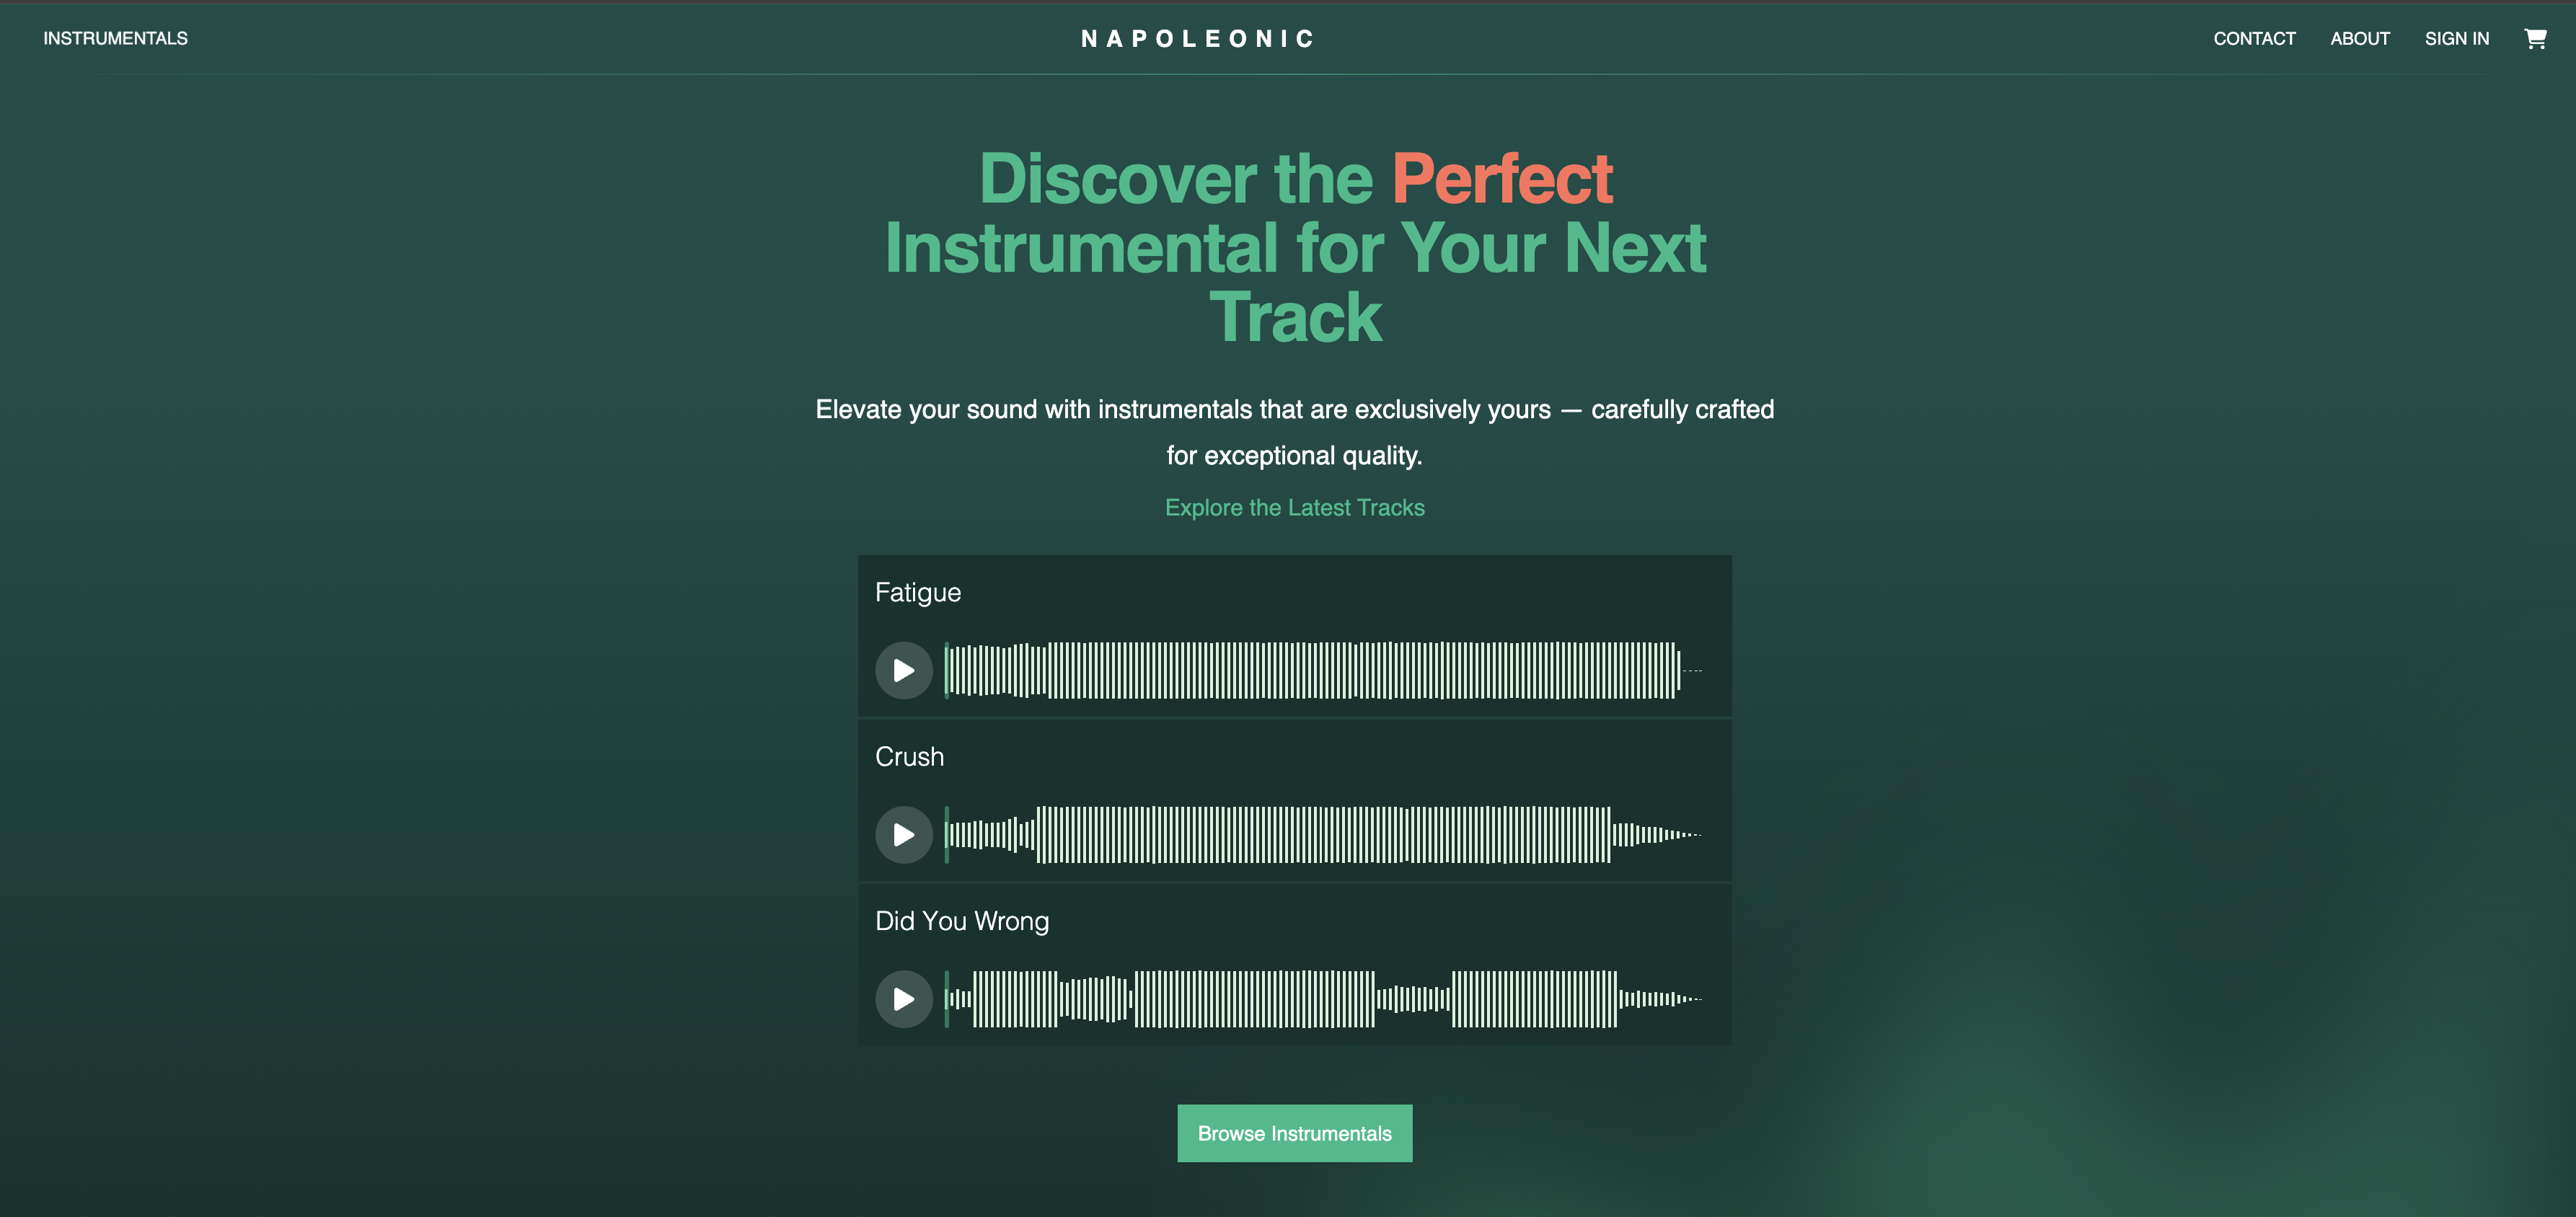 INSTRUMENTALS
NAPOLEONIC
CONTACT
ABOUT
SIGN IN
Discover the Perfect
Instrumental for Your Next
Track
Elevate your sound with instrumentals that are exclusively yours — carefully crafted
for exceptional quality.
Explore the Latest Tracks
Fatigue
Crush
Did You Wrong
Browse Instrumentals